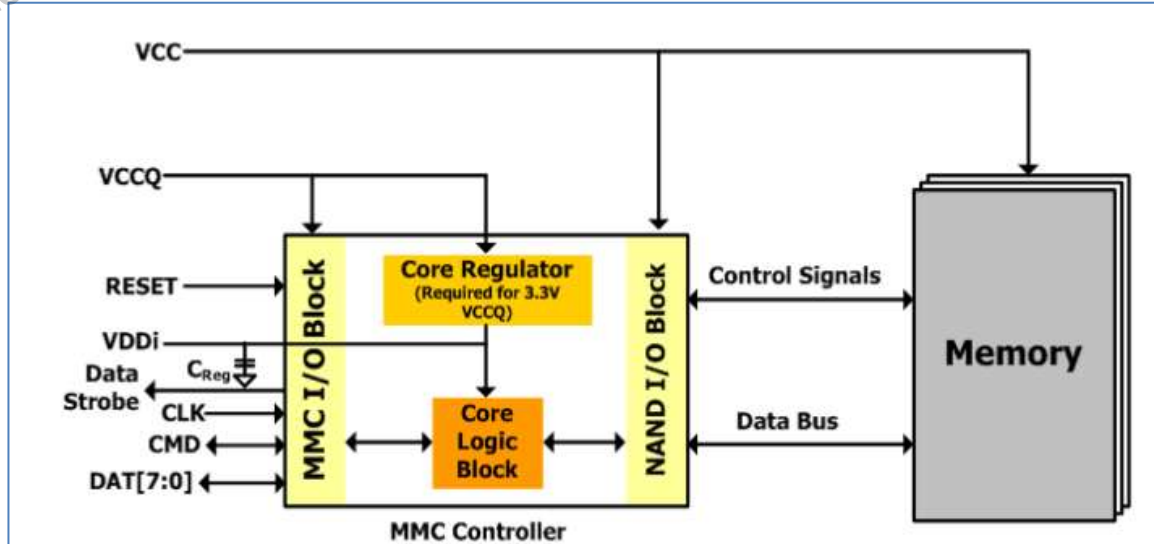 VCC
VCCQ
RESET
VDDi
C_Reg
Data
Strobe
CLK
CMD
DAT[7:0]
MMC I/O Block
Core Regulator
(Required for 3.3V
VCCQ)
Core
Logic
Block
NAND I/O Block
MMC Controller
Control Signals
Data Bus
Memory